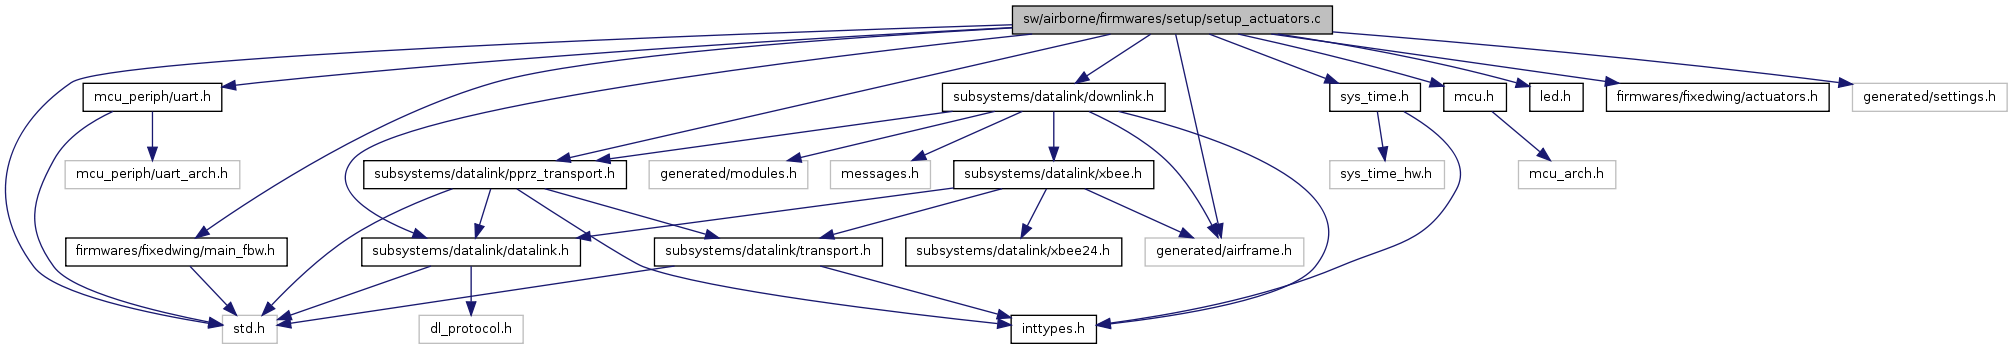 sw/airborne/firmwares/setup/setup_actuators.c
mcu_periph/uart.h
subsystems/datalink/downlink.h
sys_time.h
mcu.h
led.h
firmwares/fixedwing/actuators.h
generated/settings.h
mcu_periph/uart_arch.h
subsystems/datalink/pprz_transport.h
generated/modules.h
messages.h
subsystems/datalink/xbee.h
sys_time_hw.h
mcu_arch.h
firmwares/fixedwing/main_fbw.h
subsystems/datalink/datalink.h
subsystems/datalink/transport.h
subsystems/datalink/xbee24.h
generated/airframe.h
std.h
dl_protocol.h
inttypes.h